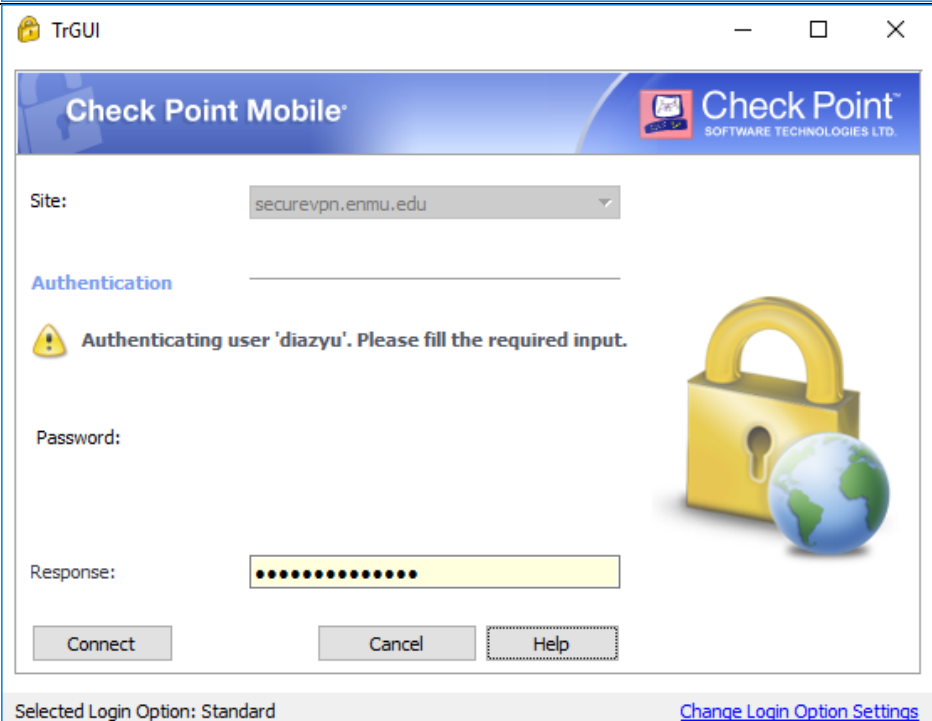 TrGUI
Check Point Mobile
Check Point™
SOFTWARE TECHNOLOGIES LTD.
Site:
securevpn.enmu.edu
Authentication
Authenticating user 'diazyu'. Please fill the required input.
Password:
Response: ●●●●●●●●●●●●●●
Connect
Cancel
Help
Selected Login Option: Standard
Change Login Option Settings